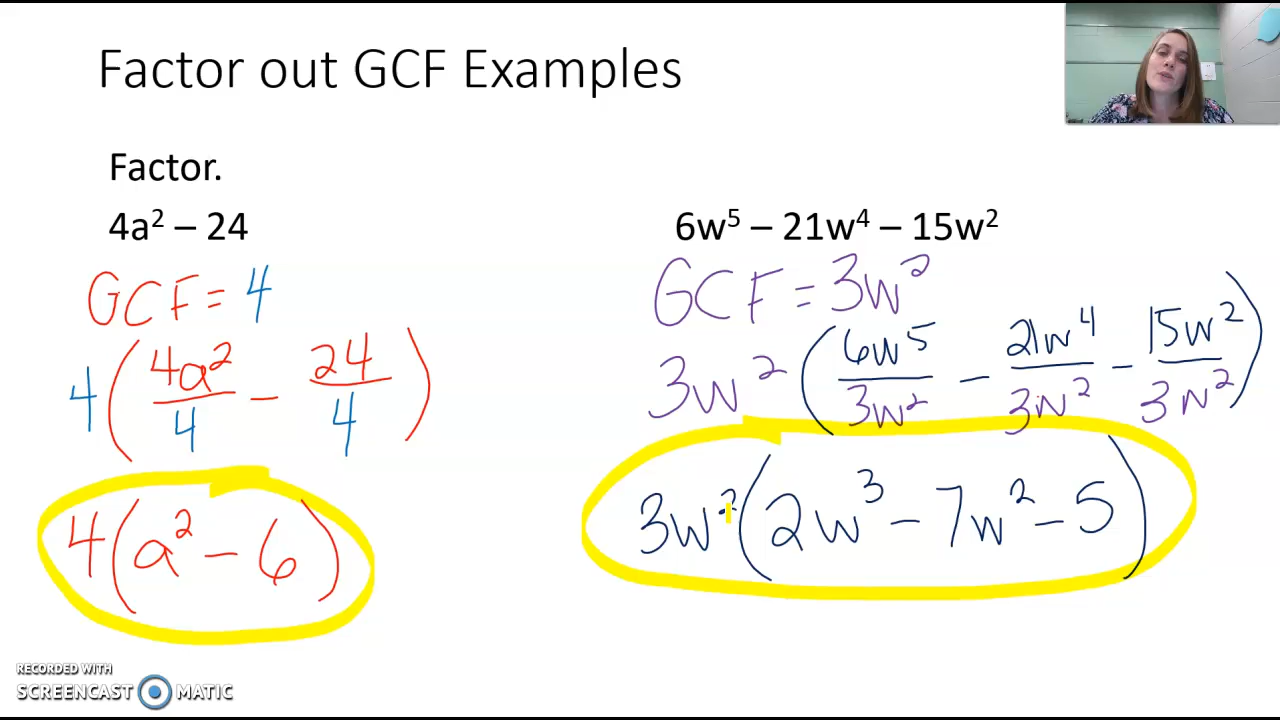 Factor out GCF Examples
Factor.
4a² – 24
GCF = 4
4(4a²/4 – 24/4)
4(a² – 6)
6w⁵ – 21w⁴ – 15w²
GCF = 3w²
3w²(6w⁵/3w² – 21w⁴/3w² – 15w²/3w²)
3w²(2w³ – 7w² – 5)
RECORDED WITH
SCREENCAST MATIC